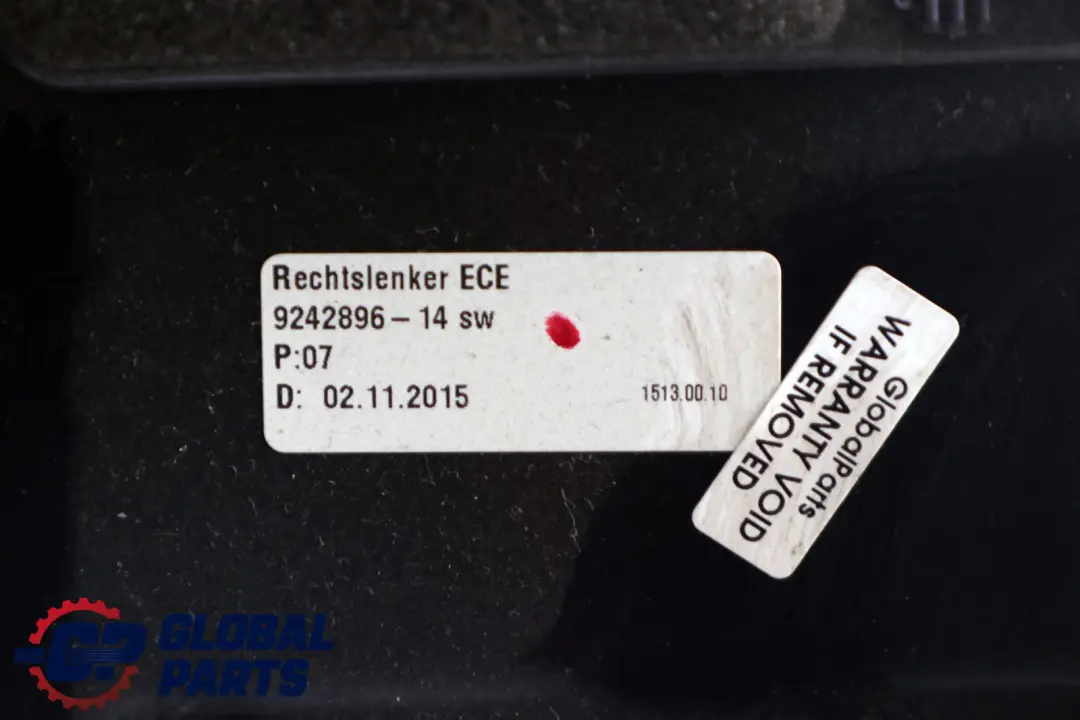 Rechtslenker ECE
9242896-14 sw
P:07
D: 02.11.2015
1513.00.10
GlobalParts
WARRANTY VOID
IF REMOVED
GP
GLOBAL
PARTS